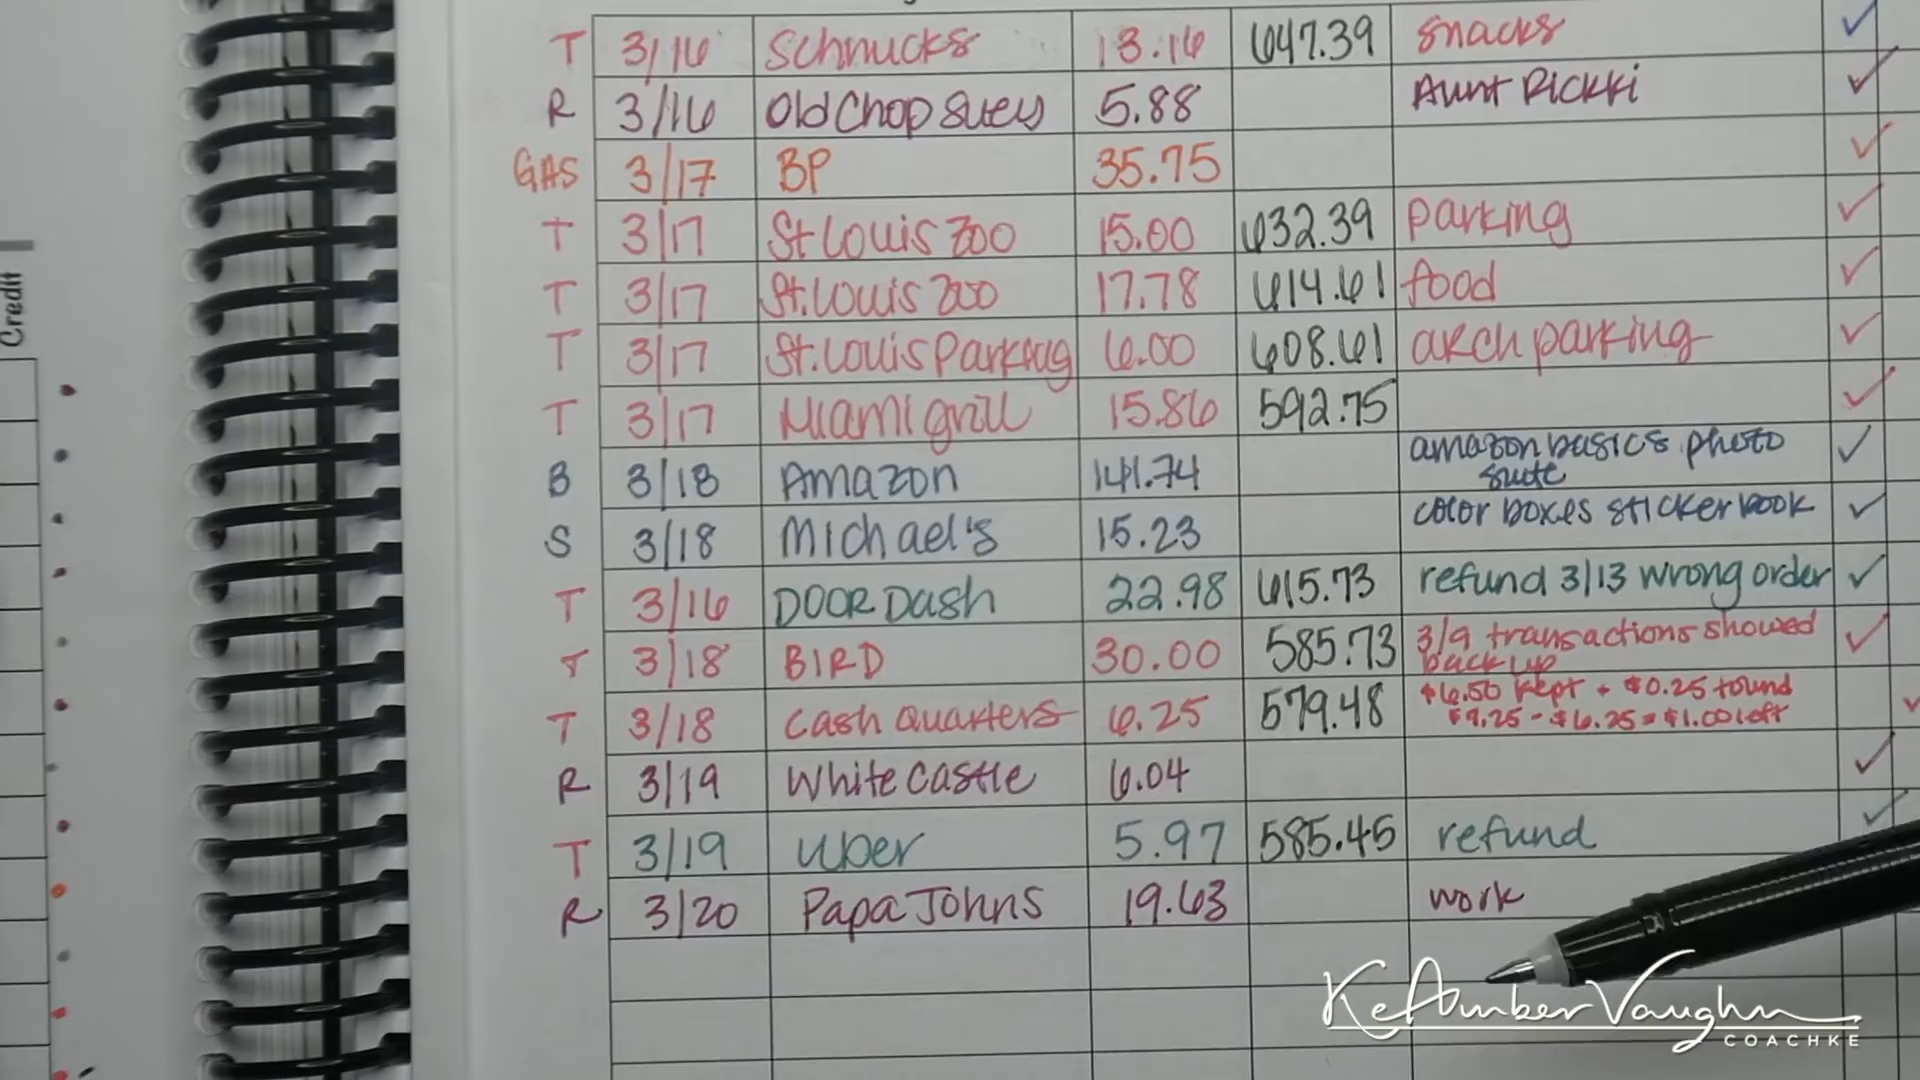 Credit
T 3/16 Schnucks 13.16 647.39 snacks ✓
R 3/16 Old Chop Suey 5.88 Aunt Rickki ✓
GAS 3/17 BP 35.75 ✓
T 3/17 St Louis Zoo 15.00 632.39 parking ✓
T 3/17 St. Louis Zoo 17.78 614.61 food ✓
T 3/17 St. Louis Parking 6.00 608.61 arch parking ✓
T 3/17 Miami grill 15.86 592.75 ✓
B 3/18 Amazon 141.74 amazon basics photo ✓
suite
S 3/18 Michael's 15.23 color boxes sticker book ✓
T 3/16 DOOR Dash 22.98 615.73 refund 3/13 wrong order ✓
T 3/18 BIRD 30.00 585.73 3/9 transactions showed ✓
back up
T 3/18 Cash Quarters 6.25 579.48 $6.50 kept + $0.25 found ✓
$9.25 - $6.25 = $1.00 left
R 3/19 White Castle 6.04 ✓
T 3/19 Uber 5.97 585.45 refund ✓
R 3/20 Papa Johns 19.63 work
KeAmber Vaughn
COACHKE